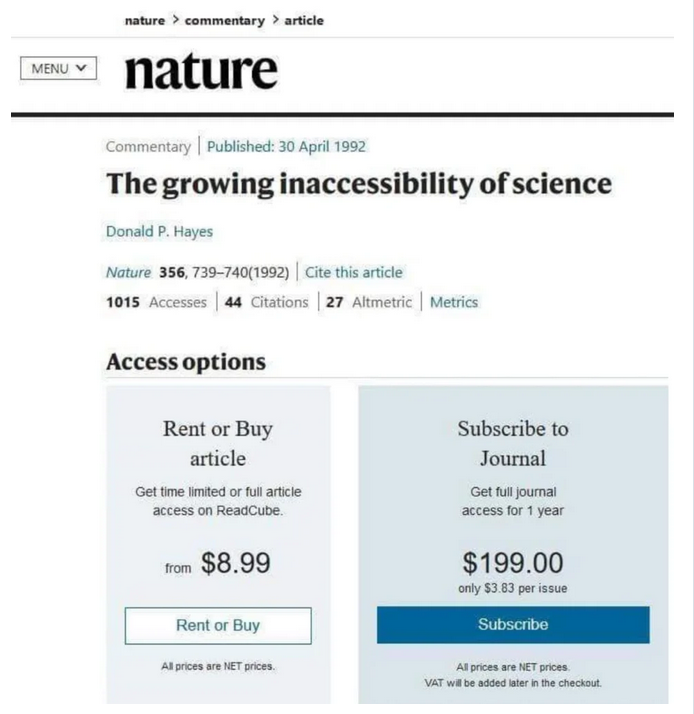 nature > commentary > article
MENU
nature
Commentary | Published: 30 April 1992
The growing inaccessibility of science
Donald P. Hayes
Nature 356, 739–740(1992) | Cite this article
1015 Accesses | 44 Citations | 27 Altmetric | Metrics
Access options
Rent or Buy
article
Get time limited or full article
access on ReadCube.
from $8.99
Rent or Buy
All prices are NET prices.
Subscribe to
Journal
Get full journal
access for 1 year
$199.00
only $3.83 per issue
Subscribe
All prices are NET prices.
VAT will be added later in the checkout.